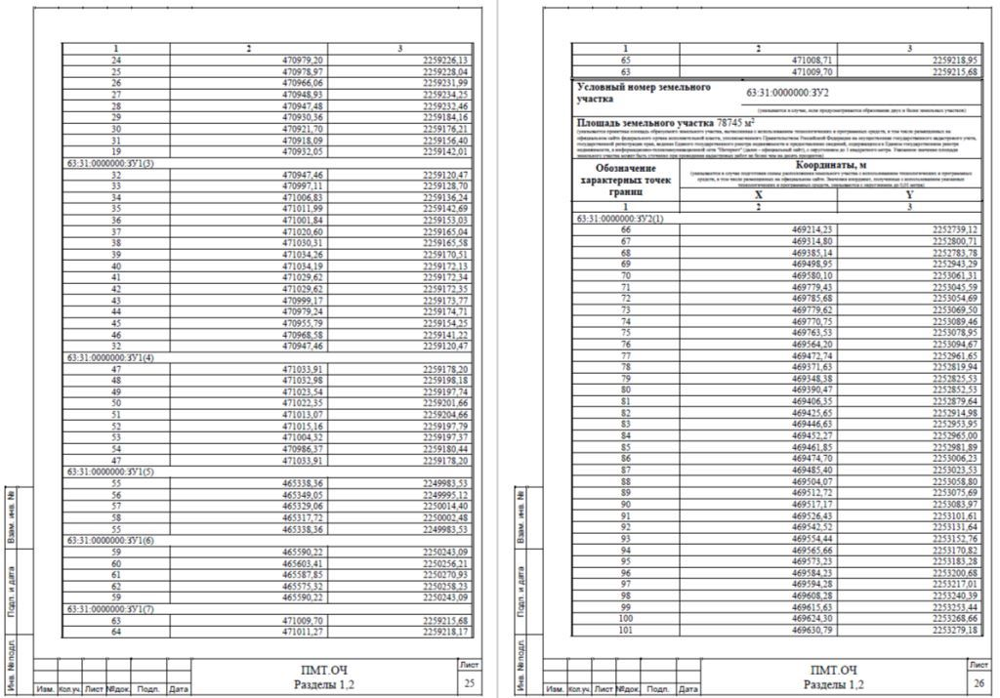 1 2 3
24 470979,20 2259226,13
25 470978,97 2259228,04
26 470966,06 2259231,99
27 470948,93 2259234,25
28 470947,48 2259232,46
29 470930,36 2259184,16
30 470921,70 2259176,21
31 470918,09 2259156,40
19 470932,05 2259142,01
63:31:0000000:ЗУ1(3)
32 470947,46 2259120,47
33 470997,11 2259128,70
34 471006,83 2259136,24
35 471011,99 2259142,69
36 471001,84 2259153,03
37 471020,60 2259165,04
38 471030,31 2259165,58
39 471034,26 2259170,51
40 471034,19 2259172,13
41 471029,62 2259172,34
42 471029,62 2259172,35
43 470999,17 2259173,77
44 470979,24 2259174,71
45 470955,79 2259154,25
46 470968,58 2259141,22
32 470947,46 2259120,47
63:31:0000000:ЗУ1(4)
47 471033,91 2259178,20
48 471032,98 2259198,18
49 471023,54 2259197,74
50 471022,35 2259201,66
51 471013,07 2259204,66
52 471015,16 2259197,79
53 471004,32 2259197,37
54 470986,37 2259180,44
47 471033,91 2259178,20
63:31:0000000:ЗУ1(5)
55 465338,36 2249983,53
56 465349,05 2249995,12
57 465329,06 2250014,40
58 465317,72 2250002,48
55 465338,36 2249983,53
63:31:0000000:ЗУ1(6)
59 465590,22 2250243,09
60 465603,41 2250256,21
61 465587,85 2250270,93
62 465575,32 2250258,23
59 465590,22 2250243,09
63:31:0000000:ЗУ1(7)
63 471009,70 2259215,68
64 471011,27 2259218,17
Взам. инв. №
Подп. и дата
Инв. №подл.
Изм. Кол.уч. Лист №док. Подп. Дата
ПМТ.ОЧ
Разделы 1,2
Лист
25
1 2 3
65 471008,71 2259218,95
63 471009,70 2259215,68
Условный номер земельного
участка
63:31:0000000:ЗУ2
(указывается в случае, если предусматривается образование двух и более земельных участков)
Площадь земельного участка 78745 м²
Обозначение
характерных точек
границ
Координаты, м
X Y
1 2 3
63:31:0000000:ЗУ2(1)
66 469214,23 2252739,12
67 469314,80 2252800,71
68 469385,14 2252783,78
69 469498,95 2252943,29
70 469580,10 2253061,31
71 469779,43 2253045,59
72 469785,68 2253054,69
73 469779,62 2253069,50
74 469770,75 2253089,46
75 469763,53 2253078,95
76 469564,20 2253094,67
77 469472,74 2252961,65
78 469371,63 2252819,94
79 469348,38 2252825,53
80 469390,47 2252852,53
81 469406,35 2252879,64
82 469425,65 2252914,98
83 469446,63 2252953,95
84 469452,27 2252965,00
85 469461,85 2252981,89
86 469474,70 2253006,23
87 469485,40 2253023,53
88 469504,07 2253058,80
89 469512,72 2253075,69
90 469517,17 2253083,97
91 469526,43 2253101,61
92 469542,52 2253131,64
93 469554,44 2253152,76
94 469565,66 2253170,82
95 469573,23 2253183,28
96 469584,23 2253200,68
97 469594,28 2253217,01
98 469608,28 2253240,39
99 469615,63 2253253,44
100 469624,30 2253268,66
101 469630,79 2253279,18
Взам. инв. №
Подп. и дата
Инв. №подл.
Изм. Кол.уч. Лист №док. Подп. Дата
ПМТ.ОЧ
Разделы 1,2
Лист
26